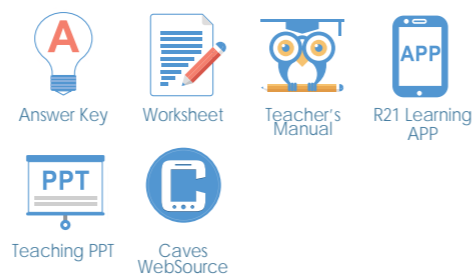 A
APP
Answer Key
Worksheet
Teacher's
Manual
R21 Learning
APP
PPT
C
Teaching PPT
Caves
WebSource